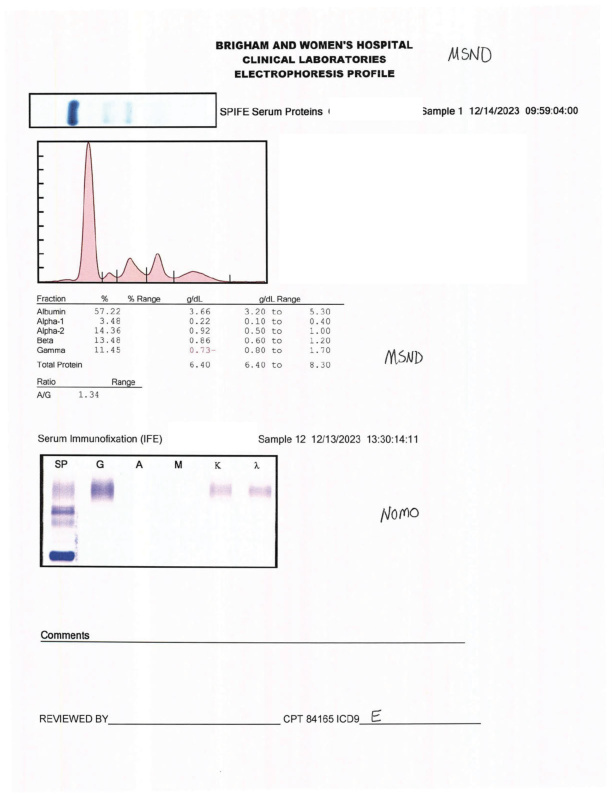 BRIGHAM AND WOMEN'S HOSPITAL
CLINICAL LABORATORIES
ELECTROPHORESIS PROFILE
MSND
SPIFE Serum Proteins Sample 1 12/14/2023 09:59:04:00
Fraction % % Range g/dL g/dL Range
Albumin 57.22 3.66 3.20 to 5.30
Alpha-1 3.48 0.22 0.10 to 0.40
Alpha-2 14.36 0.92 0.50 to 1.00
Beta 13.48 0.86 0.60 to 1.20
Gamma 11.45 0.73- 0.80 to 1.70
MSND
Total Protein 6.40 6.40 to 8.30
Ratio Range
A/G 1.34
Serum Immunofixation (IFE) Sample 12 12/13/2023 13:30:14:11
SP G A M K λ
NOMO
Comments
REVIEWED BY CPT 84165 ICD9 E